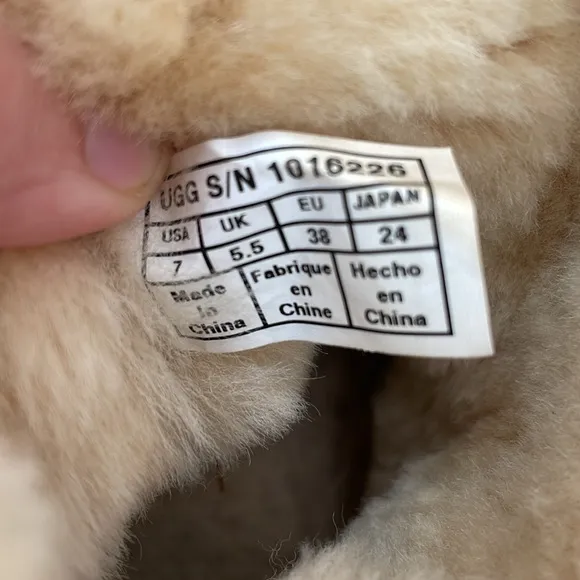 UGG S/N 1016226
USA UK EU JAPAN
7 5.5 38 24
Made Fabrique Hecho
in en en
China Chine China